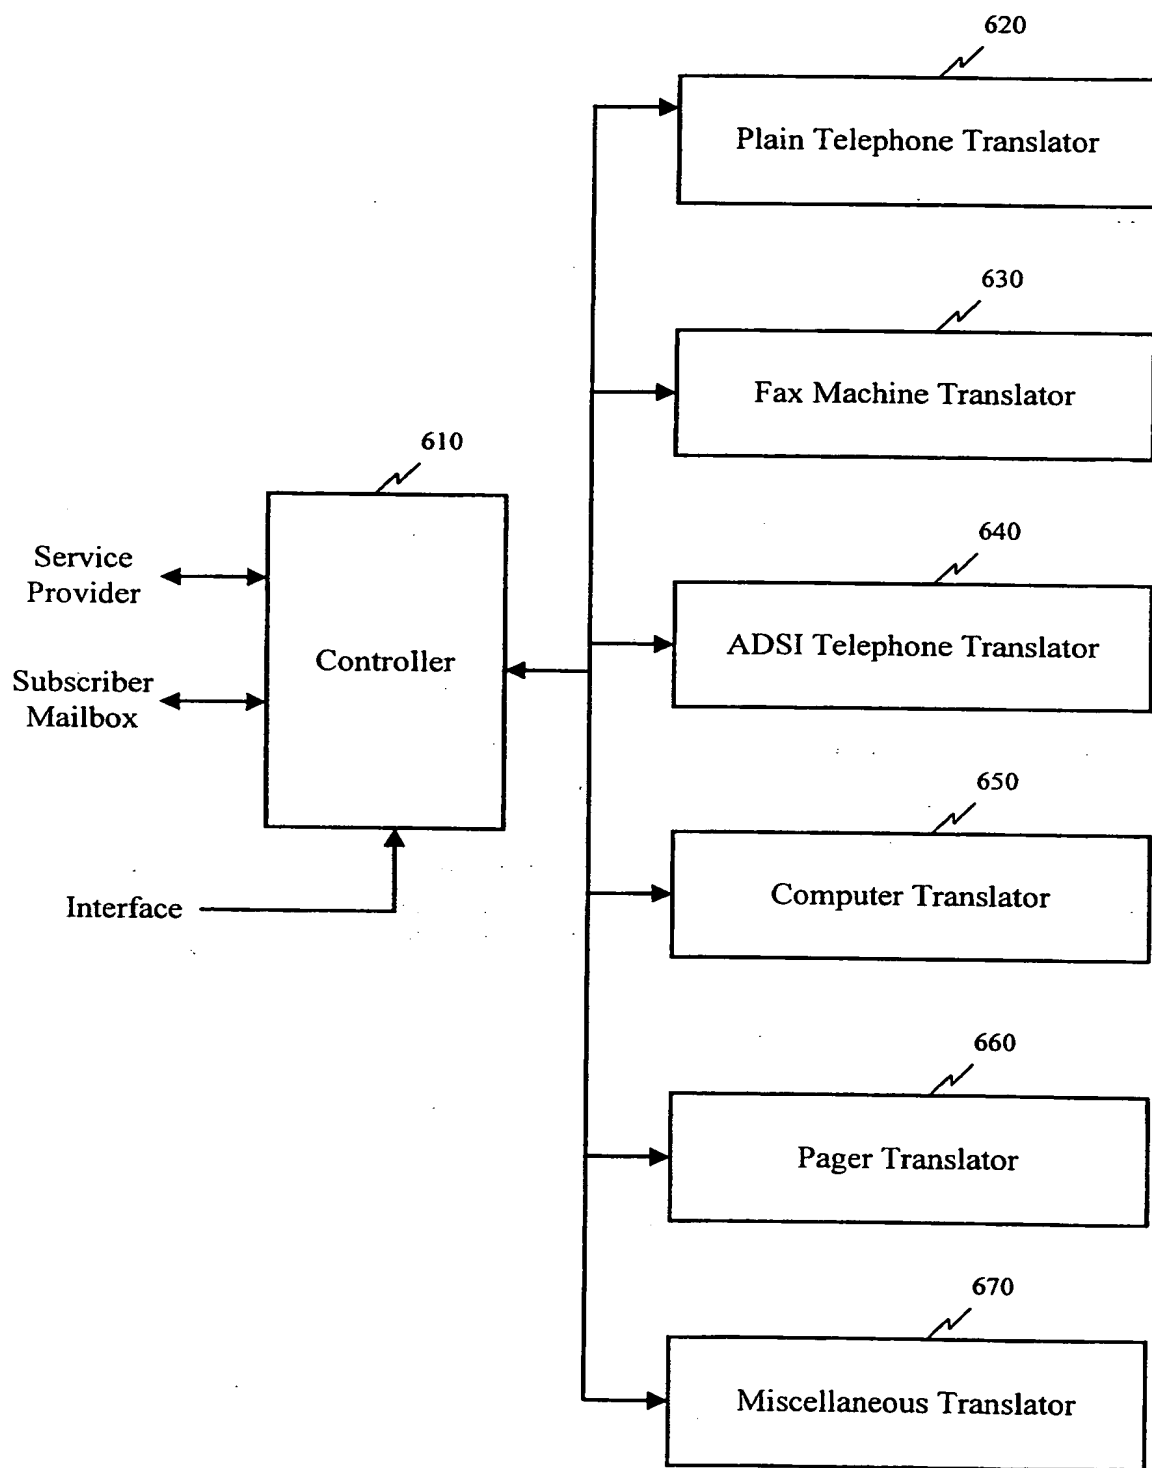 620
Plain Telephone Translator
630
Fax Machine Translator
610
Service
Provider
Controller
Subscriber
Mailbox
Interface
640
ADSI Telephone Translator
650
Computer Translator
660
Pager Translator
670
Miscellaneous Translator